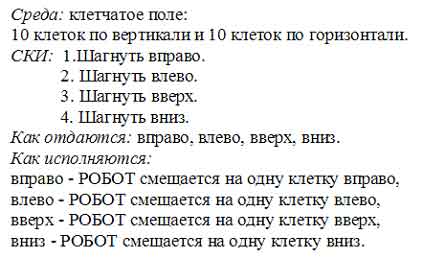 Среда: клетчатое поле:
10 клеток по вертикали и 10 клеток по горизонтали.
СКИ: 1.Шагнуть вправо.
2. Шагнуть влево.
3. Шагнуть вверх.
4. Шагнуть вниз.
Как отдаются: вправо, влево, вверх, вниз.
Как исполняются:
вправо - РОБОТ смещается на одну клетку вправо,
влево - РОБОТ смещается на одну клетку влево,
вверх - РОБОТ смещается на одну клетку вверх,
вниз - РОБОТ смещается на одну клетку вниз.